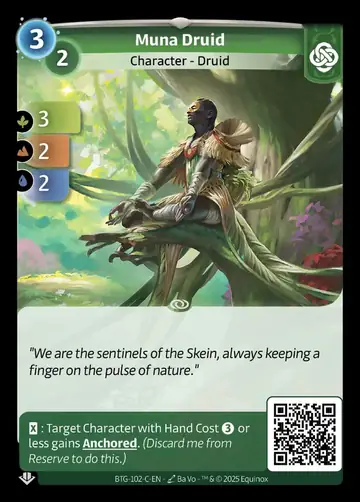 3
Muna Druid
2
Character - Druid
3
2
2
"We are the sentinels of the Skein, always keeping a
finger on the pulse of nature."
X : Target Character with Hand Cost 3 or
less gains Anchored. (Discard me from
Reserve to do this.)
BTG-102-C-EN - Ba Vo - ™ & © 2025 Equinox